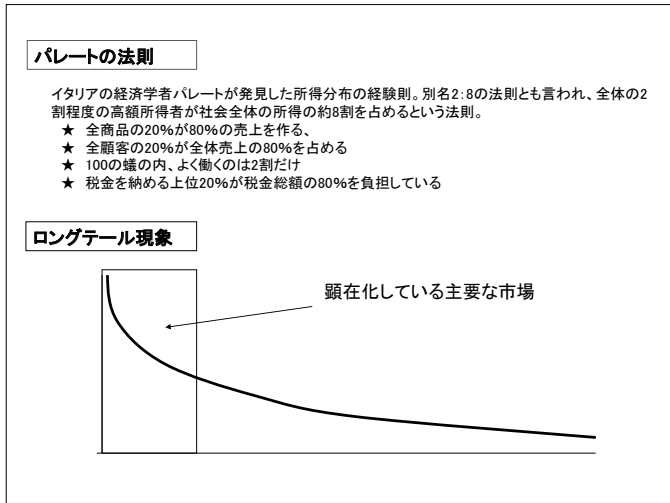 パレートの法則
イタリアの経済学者パレートが発見した所得分布の経験則。別名2:8の法則とも言われ、全体の2
割程度の高額所得者が社会全体の所得の約8割を占めるという法則。
★ 全商品の20%が80%の売上を作る、
★ 全顧客の20%が全体売上の80%を占める
★ 100の蟻の内、よく働くのは2割だけ
★ 税金を納める上位20%が税金総額の80%を負担している
ロングテール現象
顕在化している主要な市場